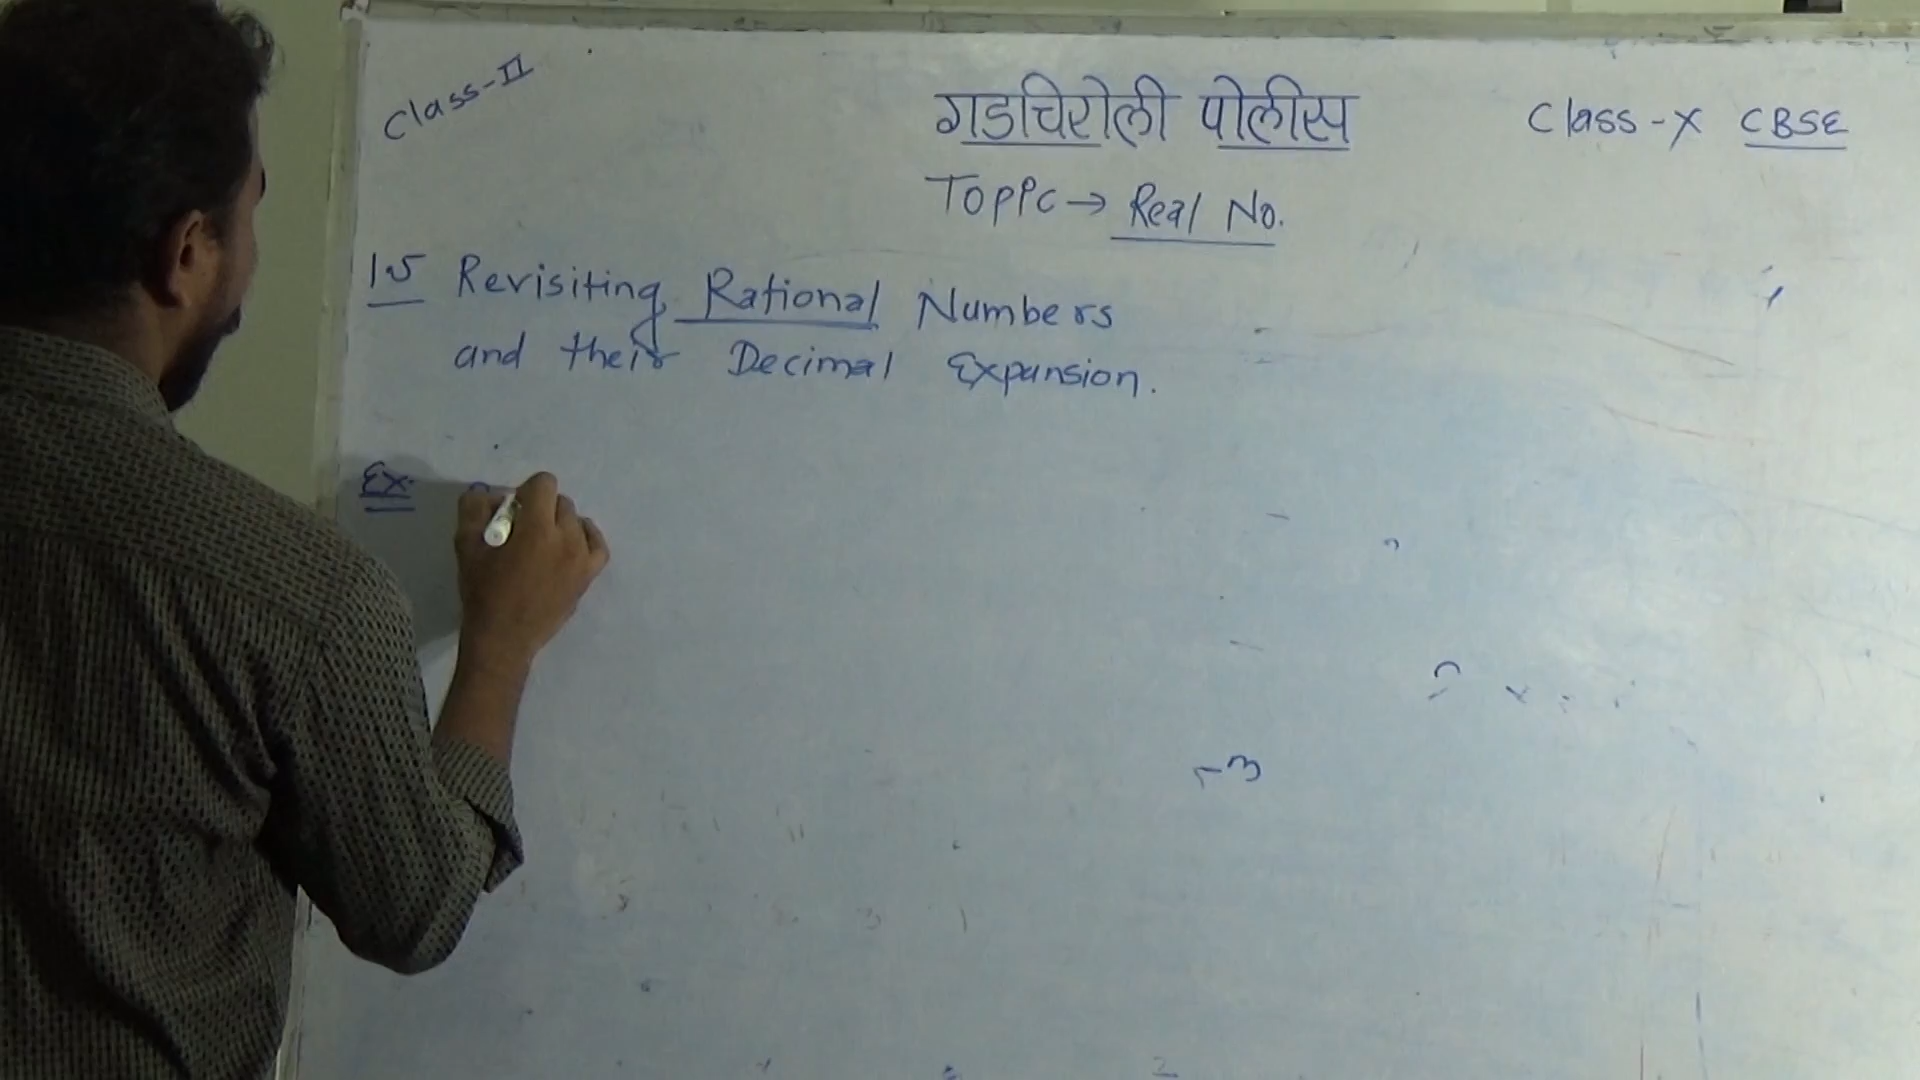 Class-II
गडचिरोली पोलीस
Class-X CBSE
Topic → Real No.
1.5 Revisiting Rational Numbers
and their Decimal Expansion.
Ex.